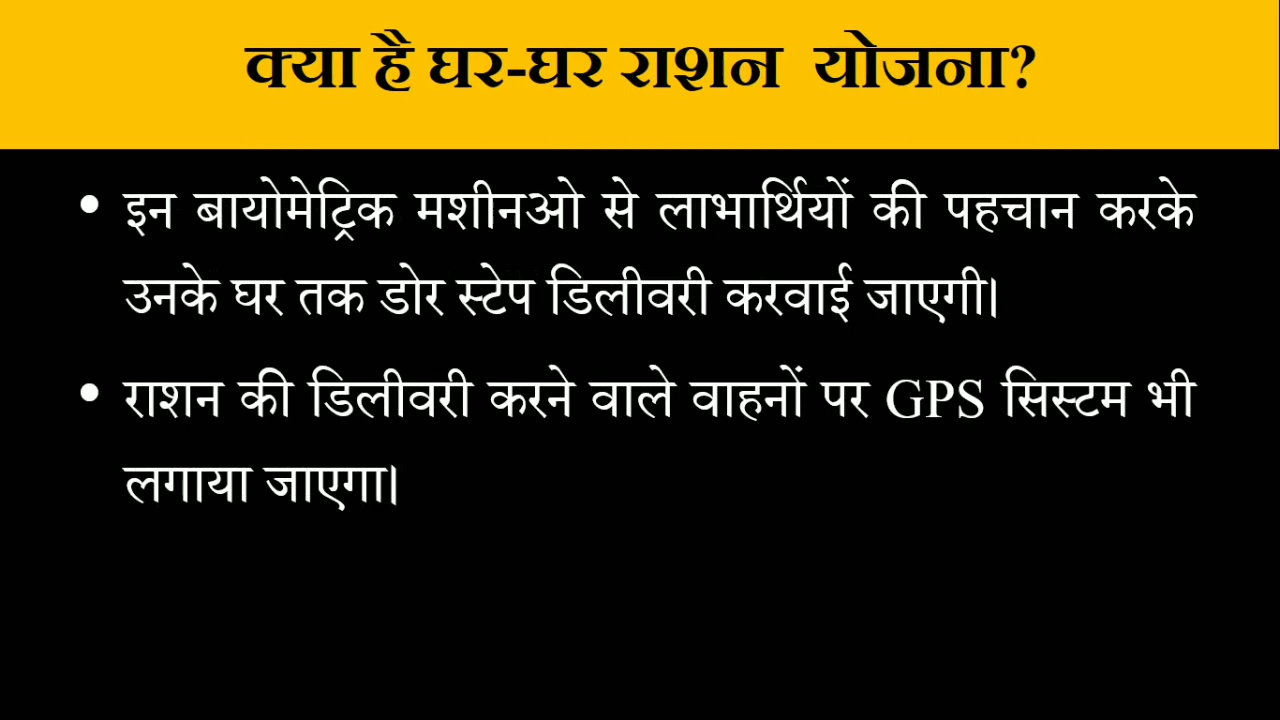 क्या है घर-घर राशन योजना?
• इन बायोमेट्रिक मशीनओ से लाभार्थियों की पहचान करके
उनके घर तक डोर स्टेप डिलीवरी करवाई जाएगी।
• राशन की डिलीवरी करने वाले वाहनों पर GPS सिस्टम भी
लगाया जाएगा।